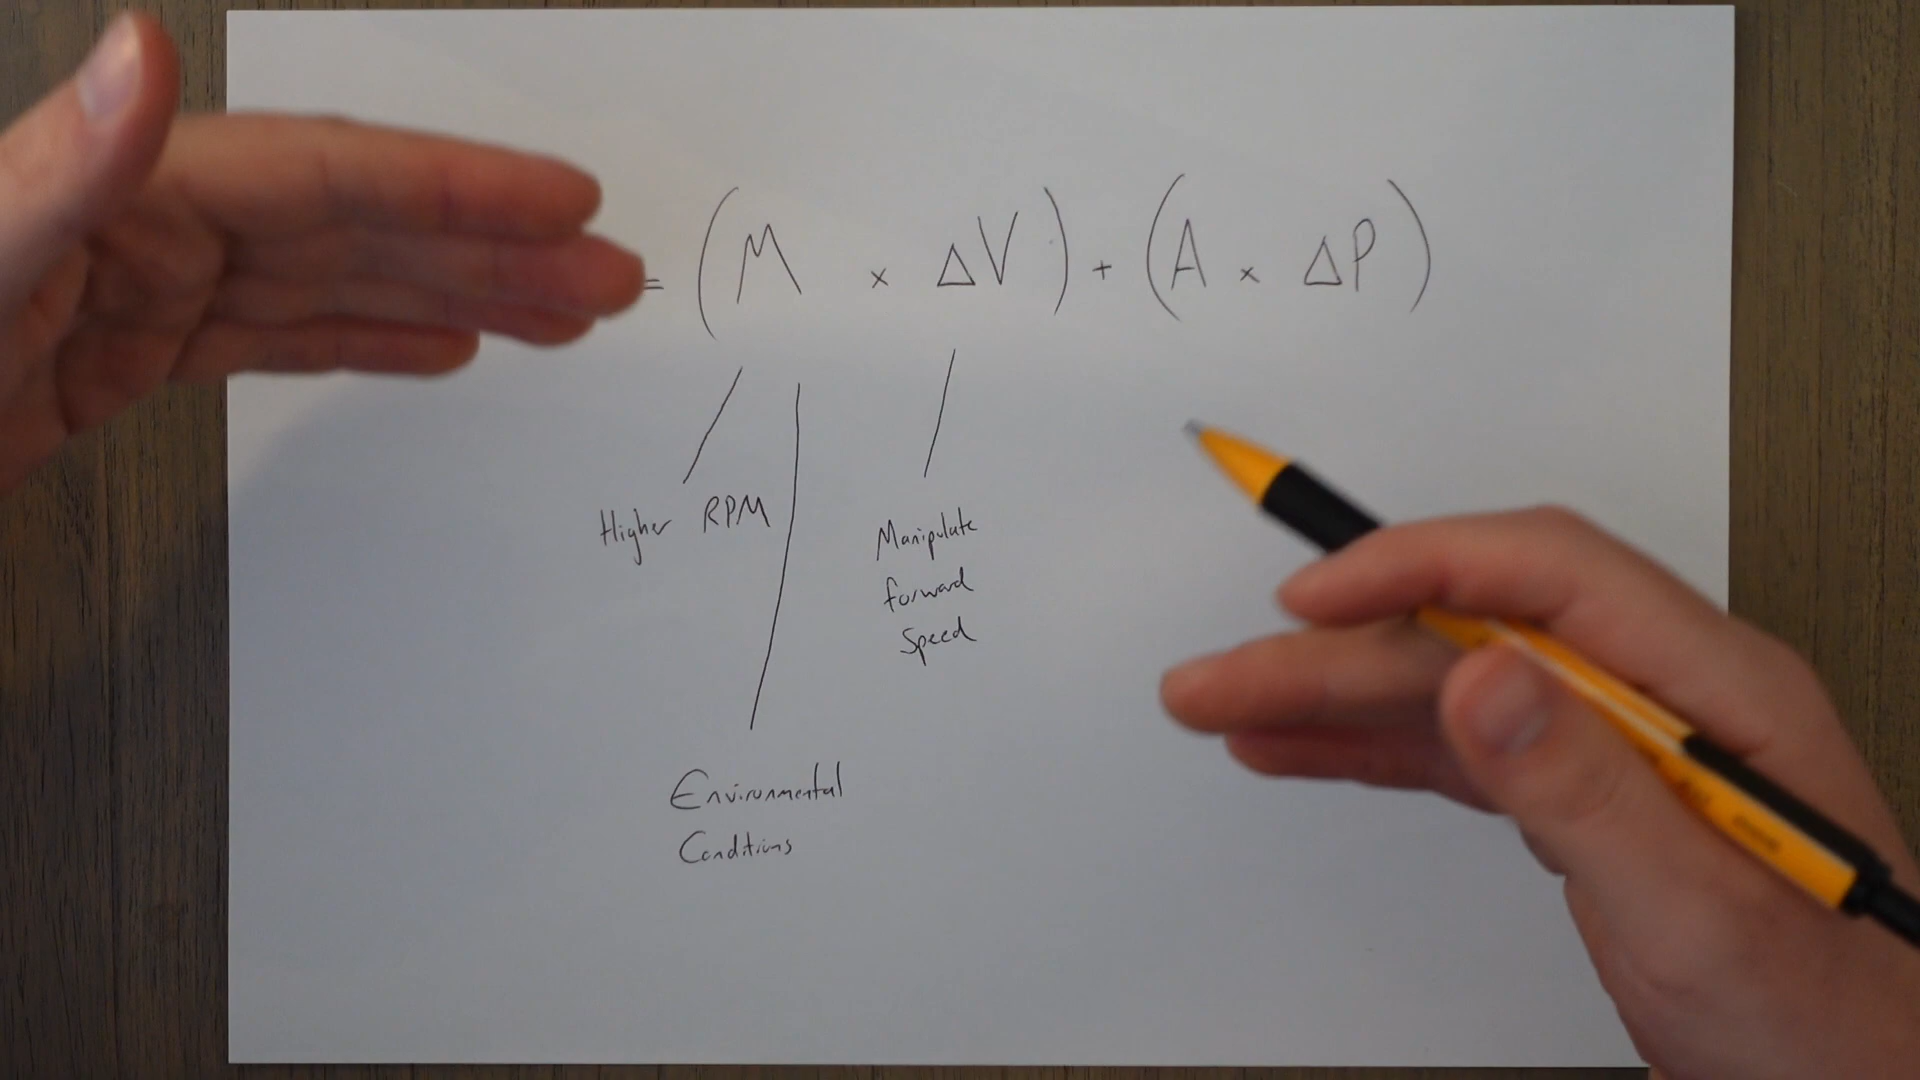 = (M × ΔV) + (A × ΔP)
Higher RPM
Manipulate
forward
Speed
Environmental
Conditions